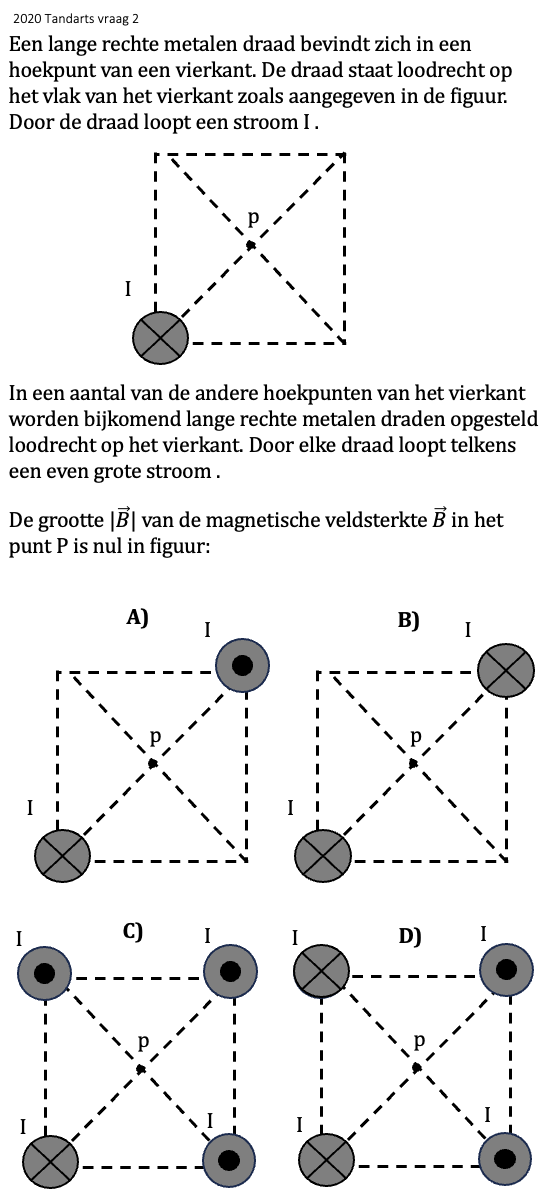 2020 Tandarts vraag 2
Een lange rechte metalen draad bevindt zich in een
hoekpunt van een vierkant. De draad staat loodrecht op
het vlak van het vierkant zoals aangegeven in de figuur.
Door de draad loopt een stroom I .
p
I
In een aantal van de andere hoekpunten van het vierkant
worden bijkomend lange rechte metalen draden opgesteld
loodrecht op het vierkant. Door elke draad loopt telkens
een even grote stroom .
De grootte |B⃗| van de magnetische veldsterkte B⃗ in het
punt P is nul in figuur:
A)
I
p
I
B)
I
p
I
C)
I
I
p
I
I
D)
I
I
p
I
I